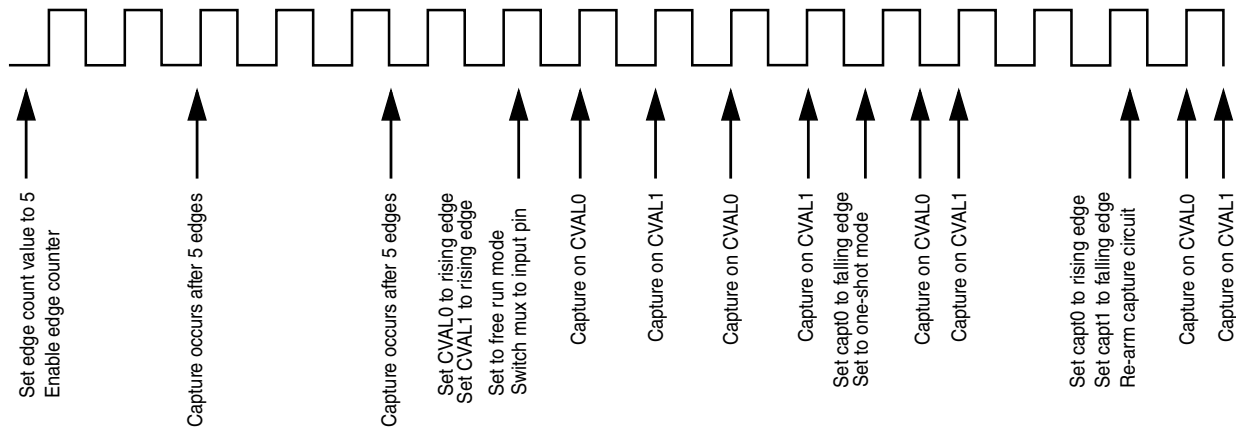 Set edge count value to 5
Enable edge counter
Capture occurs after 5 edges
Capture occurs after 5 edges
Set CVAL0 to rising edge
Set CVAL1 to rising edge
Set to free run mode
Switch mux to input pin
Capture on CVAL0
Capture on CVAL1
Capture on CVAL0
Capture on CVAL1
Set capt0 to falling edge
Set to one-shot mode
Capture on CVAL0
Capture on CVAL1
Set capt0 to rising edge
Set capt1 to falling edge
Re-arm capture circuit
Capture on CVAL0
Capture on CVAL1